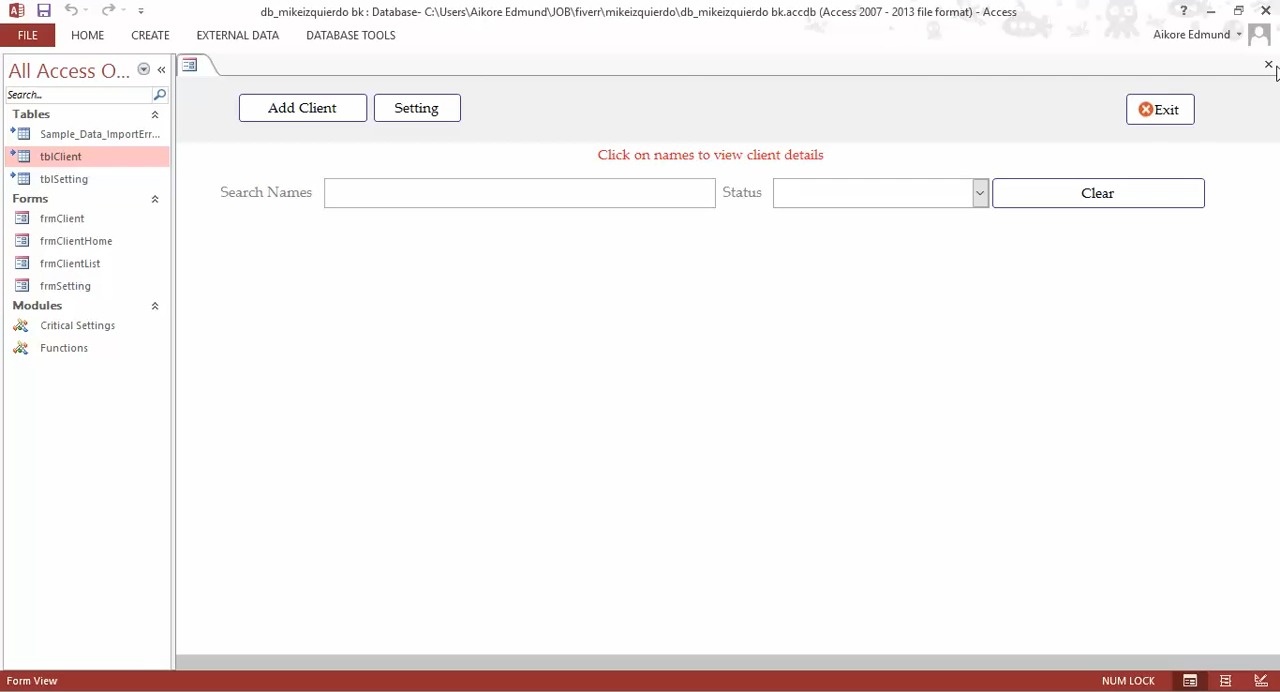 db_mikeizquierdo bk : Database- C:\Users\Aikore Edmund\JOB\fiverr\mikeizquierdo\db_mikeizquierdo bk.accdb (Access 2007 - 2013 file format) - Access
?
FILE HOME CREATE EXTERNAL DATA DATABASE TOOLS
Aikore Edmund
All Access O... «
Search...
Tables
Sample_Data_ImportErr...
tblClient
tblSetting
Forms
frmClient
frmClientHome
frmClientList
frmSetting
Modules
Critical Settings
Functions
Add Client Setting Exit
Click on names to view client details
Search Names Status Clear
Form View NUM LOCK